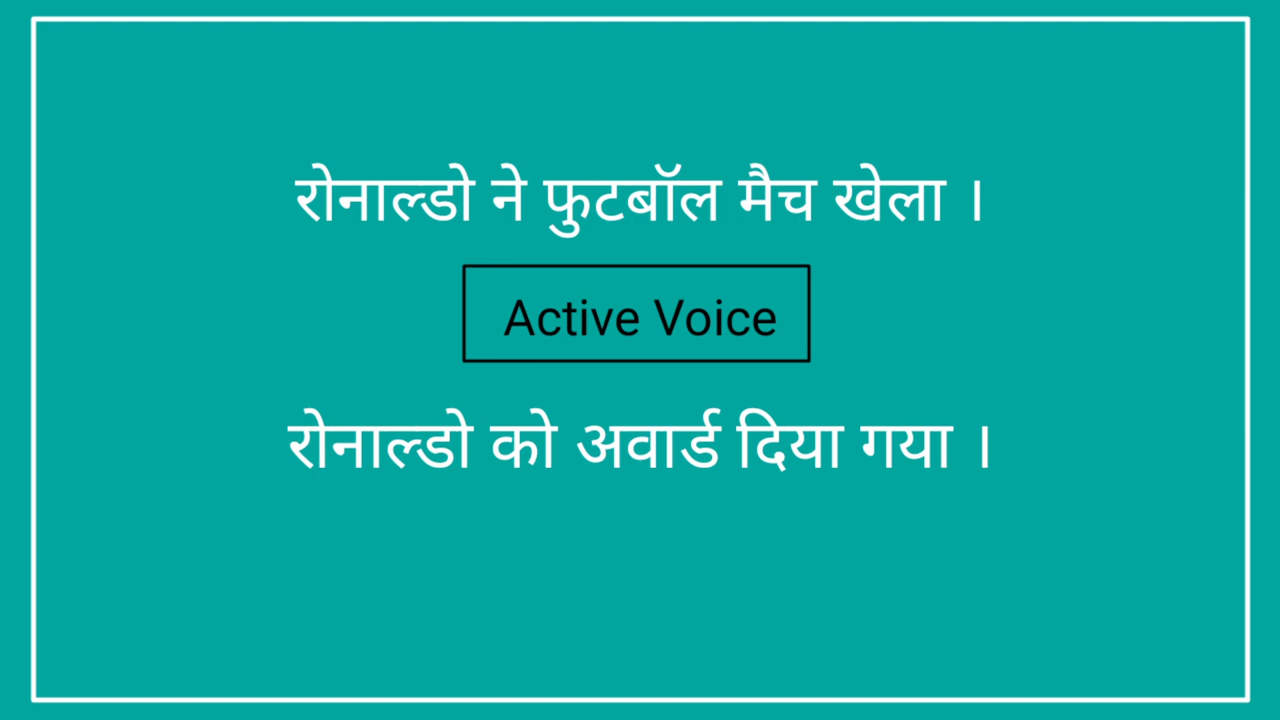 रोनाल्डो ने फुटबॉल मैच खेला ।
Active Voice
रोनाल्डो को अवार्ड दिया गया ।